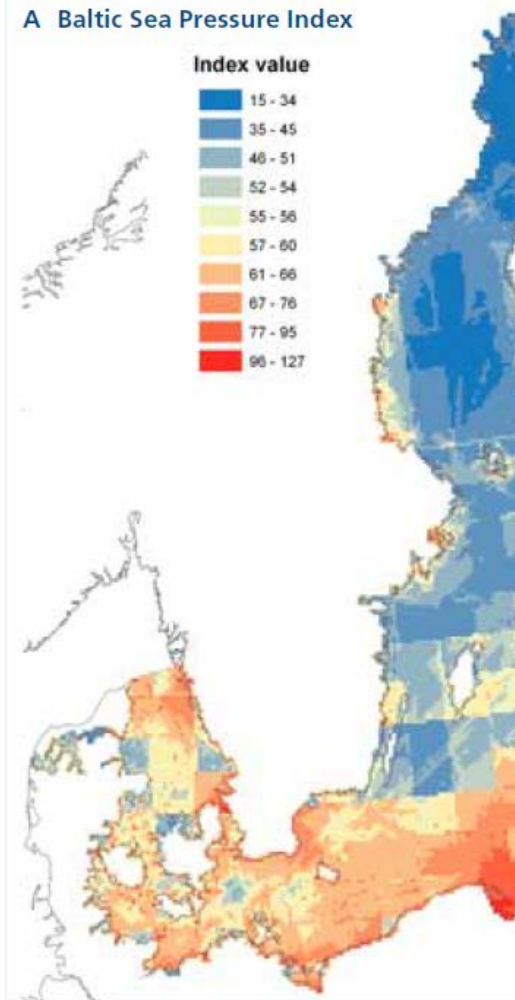 A Baltic Sea Pressure Index
Index value
15 - 34
35 - 45
46 - 51
52 - 54
55 - 56
57 - 60
61 - 66
67 - 76
77 - 95
96 - 127